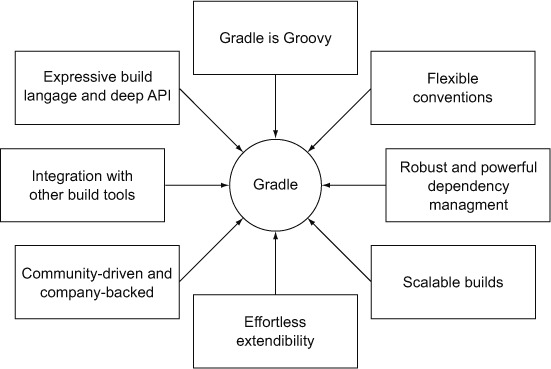 Gradle is Groovy
Expressive build
langage and deep API
Flexible
conventions
Integration with
other build tools
Gradle
Robust and powerful
dependency
managment
Community-driven and
company-backed
Scalable builds
Effortless
extendibility